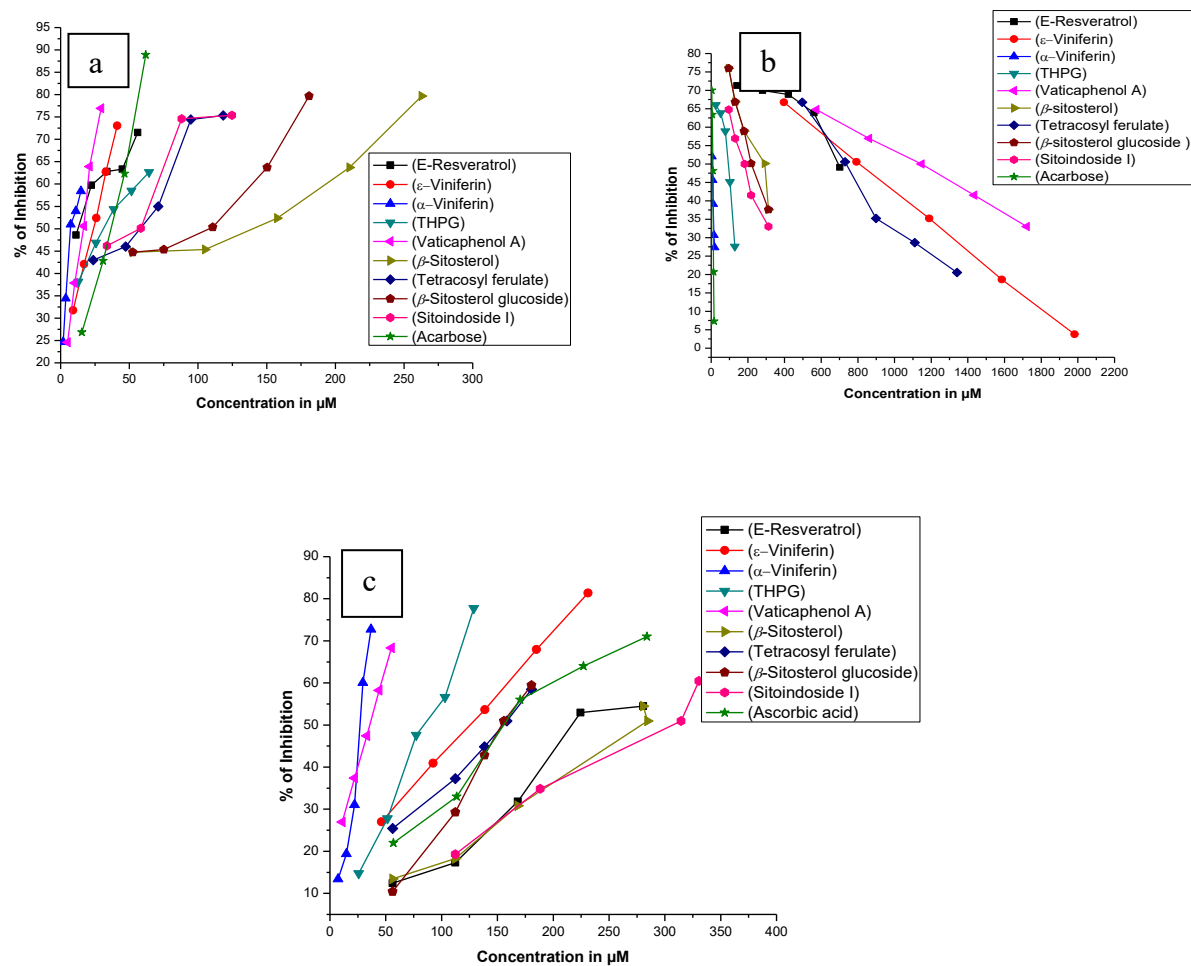 a
% of Inhibition
95
90
85
80
75
70
65
60
55
50
45
40
35
30
25
20
0 50 100 150 200 250 300
Concentration in µM
(E-Resveratrol)
(ε–Viniferin)
(α–Viniferin)
(THPG)
(Vaticaphenol A)
(β-Sitosterol)
(Tetracosyl ferulate)
(β-Sitosterol glucoside)
(Sitoindoside I)
(Acarbose)
b
% of Inhibition
80
75
70
65
60
55
50
45
40
35
30
25
20
15
10
5
0
0 200 400 600 800 1000 1200 1400 1600 1800 2000 2200
Concentration in µM
(E-Resveratrol)
(ε–Viniferin)
(α–Viniferin)
(THPG)
(Vaticaphenol A)
(β-sitosterol)
(Tetracosyl ferulate)
(β-sitosterol glucoside )
(Sitoindoside I)
(Acarbose)
c
% of Inhibition
90
80
70
60
50
40
30
20
10
0 50 100 150 200 250 300 350 400
Concentration in µM
(E-Resveratrol)
(ε–Viniferin)
(α–Viniferin)
(THPG)
(Vaticaphenol A)
(β-Sitosterol)
(Tetracosyl ferulate)
(β-Sitosterol glucoside)
(Sitoindoside I)
(Ascorbic acid)